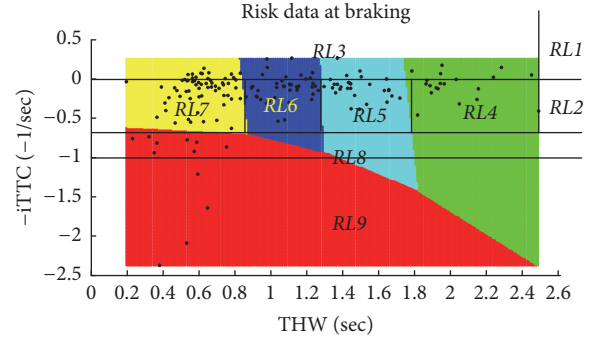 Risk data at braking
0.5
0
−0.5
−1
−1.5
−2
−2.5
−iTTC (−1/sec)
RL3
RL1
RL7
RL6
RL5
RL4
RL2
RL8
RL9
0 0.2 0.4 0.6 0.8 1 1.2 1.4 1.6 1.8 2 2.2 2.4 2.6
THW (sec)